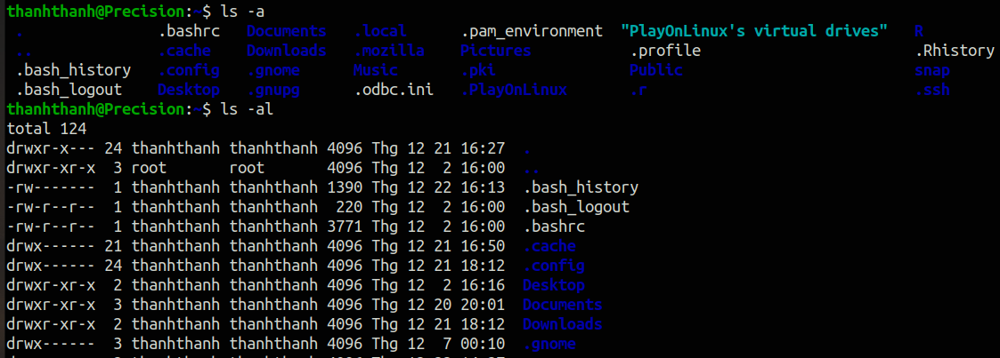 thanhthanh@Precision:~$ ls -a
. .bashrc Documents .local .pam_environment "PlayOnLinux's virtual drives" R
.. .cache Downloads .mozilla Pictures .profile .Rhistory
.bash_history .config .gnome Music .pki Public snap
.bash_logout Desktop .gnupg .odbc.ini .PlayOnLinux .r .ssh
thanhthanh@Precision:~$ ls -al
total 124
drwxr-x--- 24 thanhthanh thanhthanh 4096 Thg 12 21 16:27 .
drwxr-xr-x 3 root root 4096 Thg 12 2 16:00 ..
-rw------- 1 thanhthanh thanhthanh 1390 Thg 12 22 16:13 .bash_history
-rw-r--r-- 1 thanhthanh thanhthanh 220 Thg 12 2 16:00 .bash_logout
-rw-r--r-- 1 thanhthanh thanhthanh 3771 Thg 12 2 16:00 .bashrc
drwx------ 21 thanhthanh thanhthanh 4096 Thg 12 21 16:50 .cache
drwx------ 24 thanhthanh thanhthanh 4096 Thg 12 21 18:12 .config
drwxr-xr-x 2 thanhthanh thanhthanh 4096 Thg 12 2 16:16 Desktop
drwxr-xr-x 3 thanhthanh thanhthanh 4096 Thg 12 20 20:01 Documents
drwxr-xr-x 2 thanhthanh thanhthanh 4096 Thg 12 21 18:12 Downloads
drwx------ 3 thanhthanh thanhthanh 4096 Thg 12 7 00:10 .gnome